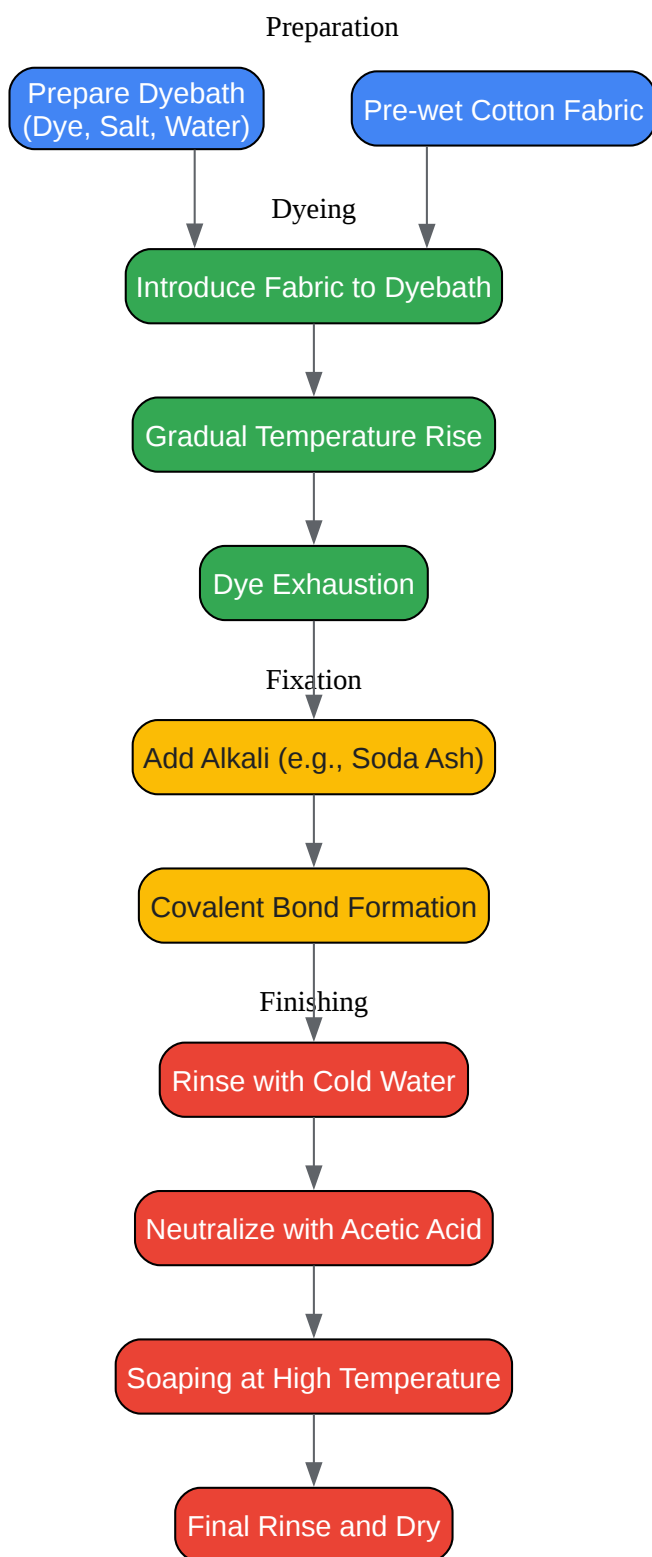 Preparation
Prepare Dyebath
(Dye, Salt, Water)
Pre-wet Cotton Fabric
Dyeing
Introduce Fabric to Dyebath
Gradual Temperature Rise
Dye Exhaustion
Fixation
Add Alkali (e.g., Soda Ash)
Covalent Bond Formation
Finishing
Rinse with Cold Water
Neutralize with Acetic Acid
Soaping at High Temperature
Final Rinse and Dry